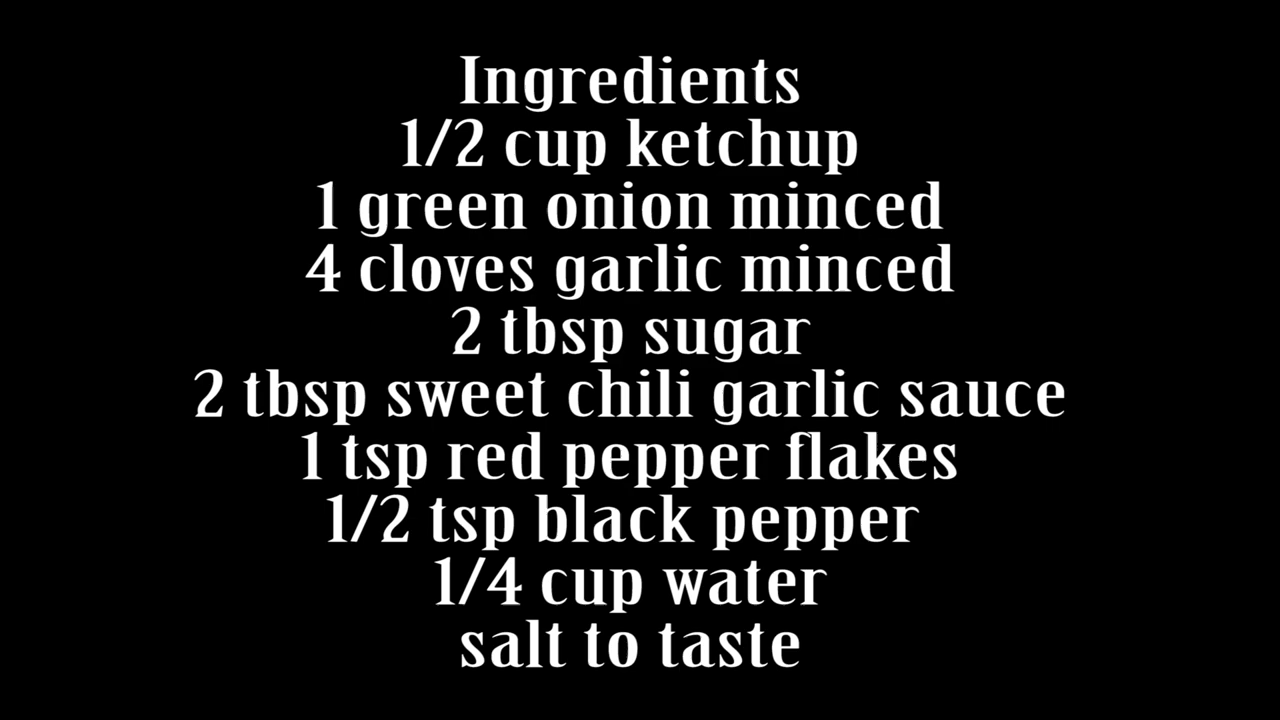 Ingredients
1/2 cup ketchup
1 green onion minced
4 cloves garlic minced
2 tbsp sugar
2 tbsp sweet chili garlic sauce
1 tsp red pepper flakes
1/2 tsp black pepper
1/4 cup water
salt to taste